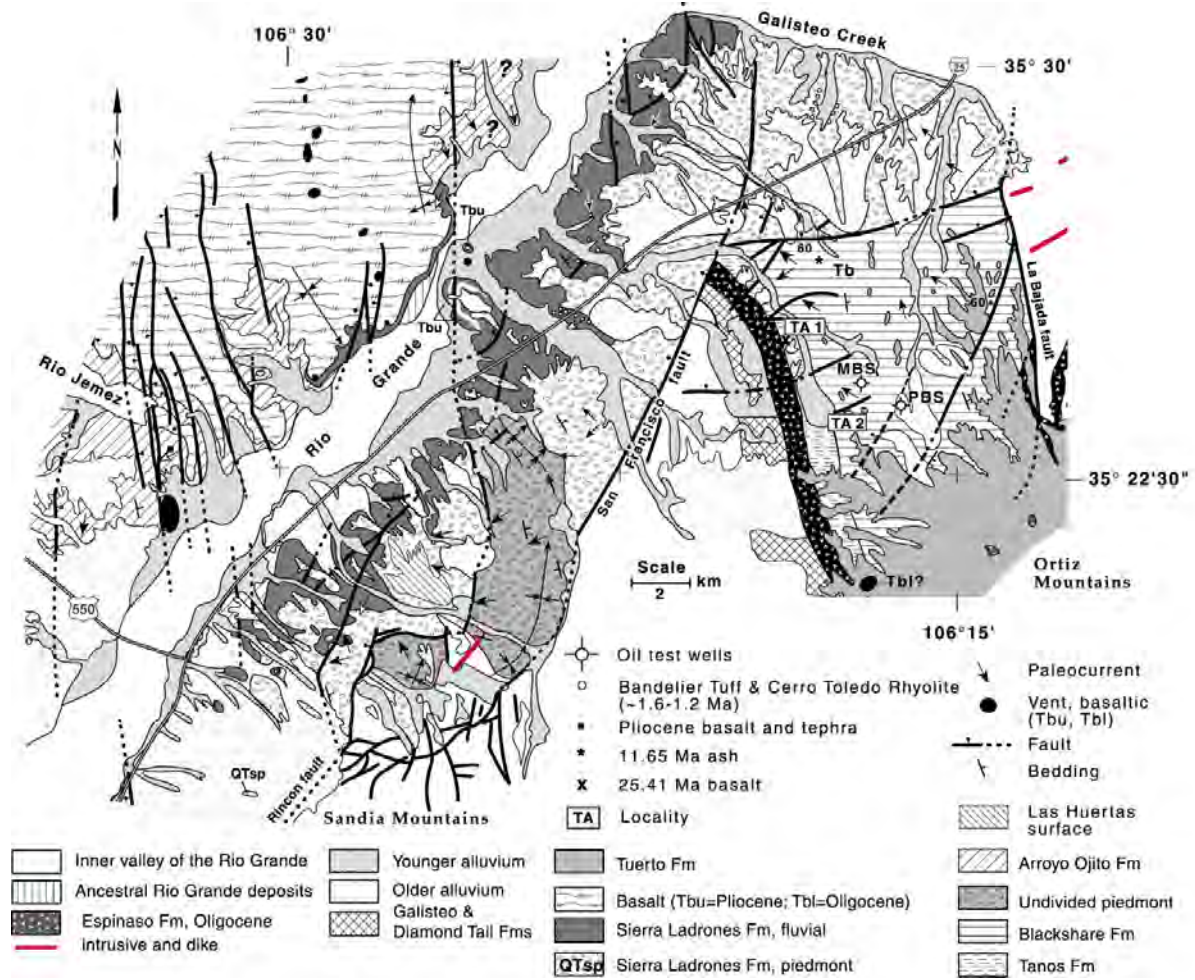 106° 30'
Galisteo Creek
35° 30'
25
N
?
?
Tbu
60
Tb
La Bajada fault
60
TA 1
Tbu
Rio Jemez
Grande
fault
MBS
Rio
Francisco
PBS
TA 2
San
35° 22'30"
Scale
2 km
Ortiz
Mountains
Tbl?
550
106°15'
QTsp
Rincon fault
Sandia Mountains
Oil test wells
Bandelier Tuff & Cerro Toledo Rhyolite
(~1.6-1.2 Ma)
Pliocene basalt and tephra
* 11.65 Ma ash
x 25.41 Ma basalt
TA Locality
Paleocurrent
Vent, basaltic
(Tbu, Tbl)
Fault
Bedding
Las Huertas
surface
Inner valley of the Rio Grande
Younger alluvium
Tuerto Fm
Arroyo Ojito Fm
Ancestral Rio Grande deposits
Older alluvium
Basalt (Tbu=Pliocene; Tbl=Oligocene)
Undivided piedmont
Espinaso Fm, Oligocene
Galisteo &
Diamond Tail Fms
Sierra Ladrones Fm, fluvial
Blackshare Fm
intrusive and dike
QTsp Sierra Ladrones Fm, piedmont
Tanos Fm